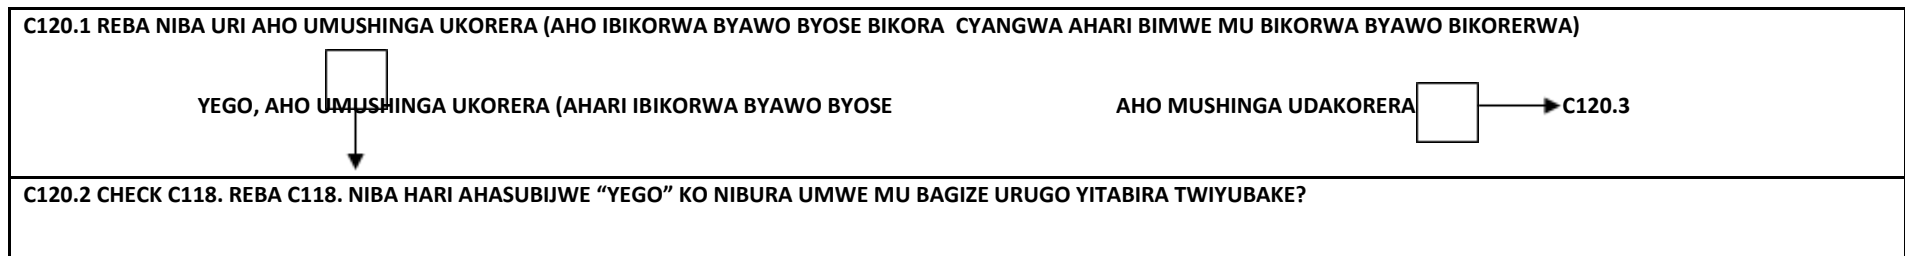 C120.1 REBA NIBA URI AHO UMUSHINGA UKORERA (AHO IBIKORWA BYAWO BYOSE BIKORA CYANGWA AHARI BIMWE MU BIKORWA BYAWO BIKORERWA)
YEGO, AHO UMUSHINGA UKORERA (AHARI IBIKORWA BYAWO BYOSE AHO MUSHINGA UDAKORERA C120.3
C120.2 CHECK C118. REBA C118. NIBA HARI AHASUBIJWE “YEGO” KO NIBURA UMWE MU BAGIZE URUGO YITABIRA TWIYUBAKE?